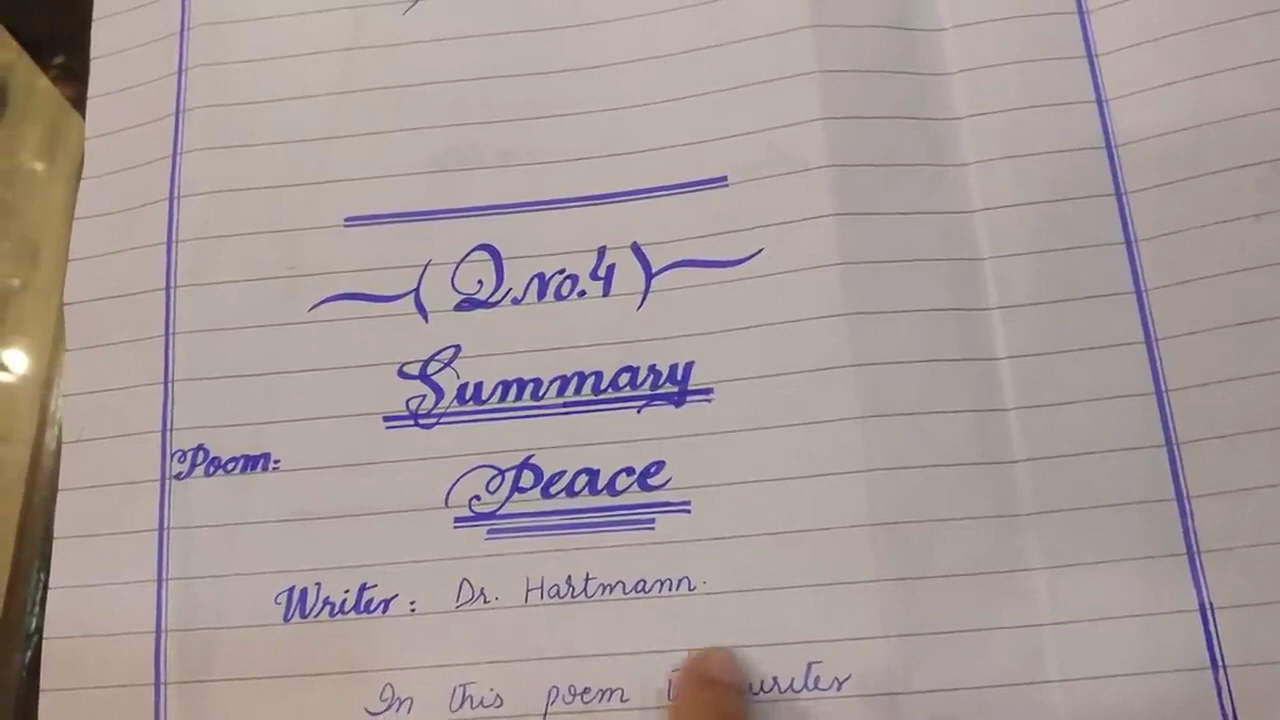 (Q.No.4)
Summary
Poem:
Peace
Writer: Dr. Hartmann.
In this poem writer